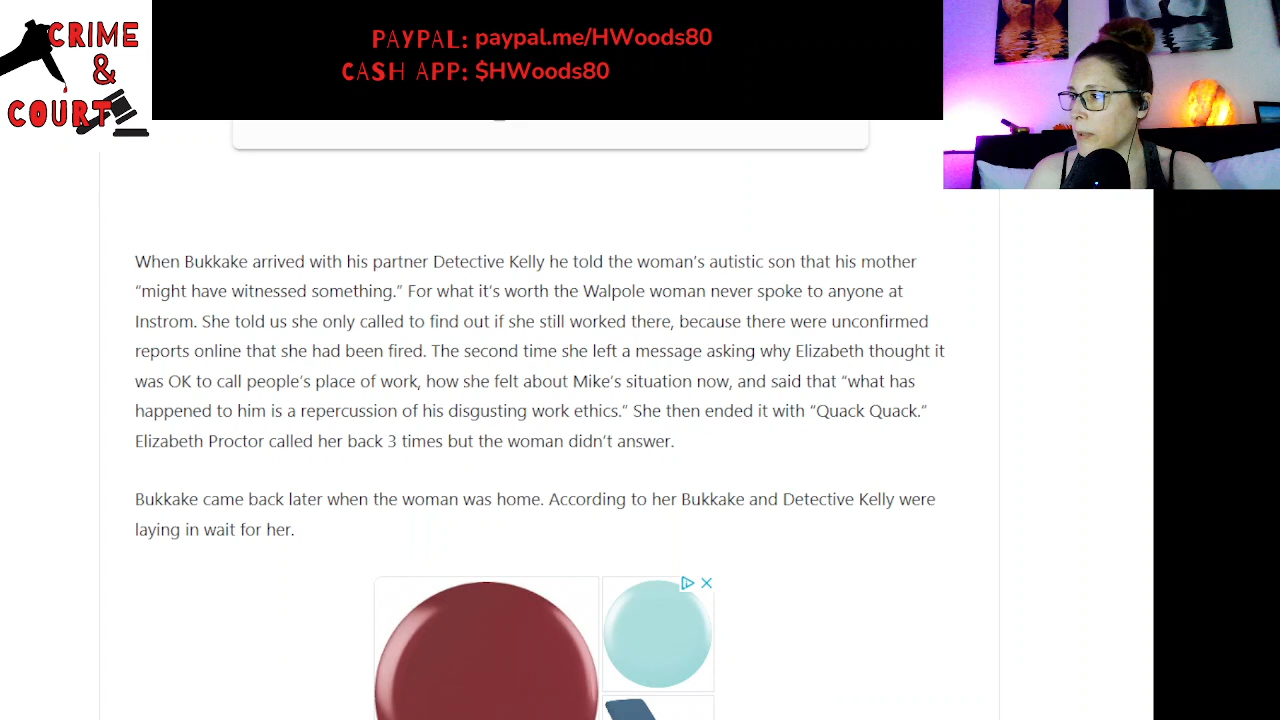 CRIME
&
COURT
PAYPAL: paypal.me/HWoods80
CASH APP: $HWoods80
When Bukkake arrived with his partner Detective Kelly he told the woman’s autistic son that his mother
“might have witnessed something.” For what it’s worth the Walpole woman never spoke to anyone at
Instrom. She told us she only called to find out if she still worked there, because there were unconfirmed
reports online that she had been fired. The second time she left a message asking why Elizabeth thought it
was OK to call people’s place of work, how she felt about Mike’s situation now, and said that “what has
happened to him is a repercussion of his disgusting work ethics.” She then ended it with “Quack Quack.”
Elizabeth Proctor called her back 3 times but the woman didn’t answer.
Bukkake came back later when the woman was home. According to her Bukkake and Detective Kelly were
laying in wait for her.